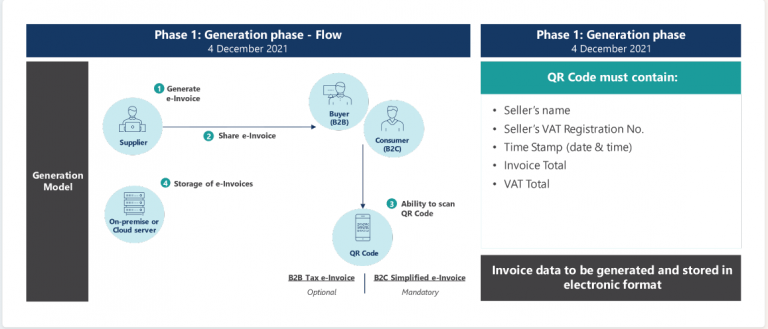 Phase 1: Generation phase - Flow
4 December 2021
Generation
Model
1 Generate
e-Invoice
Supplier
2 Share e-Invoice
Buyer
(B2B)
Consumer
(B2C)
4 Storage of e-Invoices
On-premise or
Cloud server
3 Ability to scan
QR Code
QR Code
B2B Tax e-Invoice
Optional
B2C Simplified e-Invoice
Mandatory
Phase 1: Generation phase
4 December 2021
QR Code must contain:
• Seller's name
• Seller's VAT Registration No.
• Time Stamp (date & time)
• Invoice Total
• VAT Total
Invoice data to be generated and stored in
electronic format